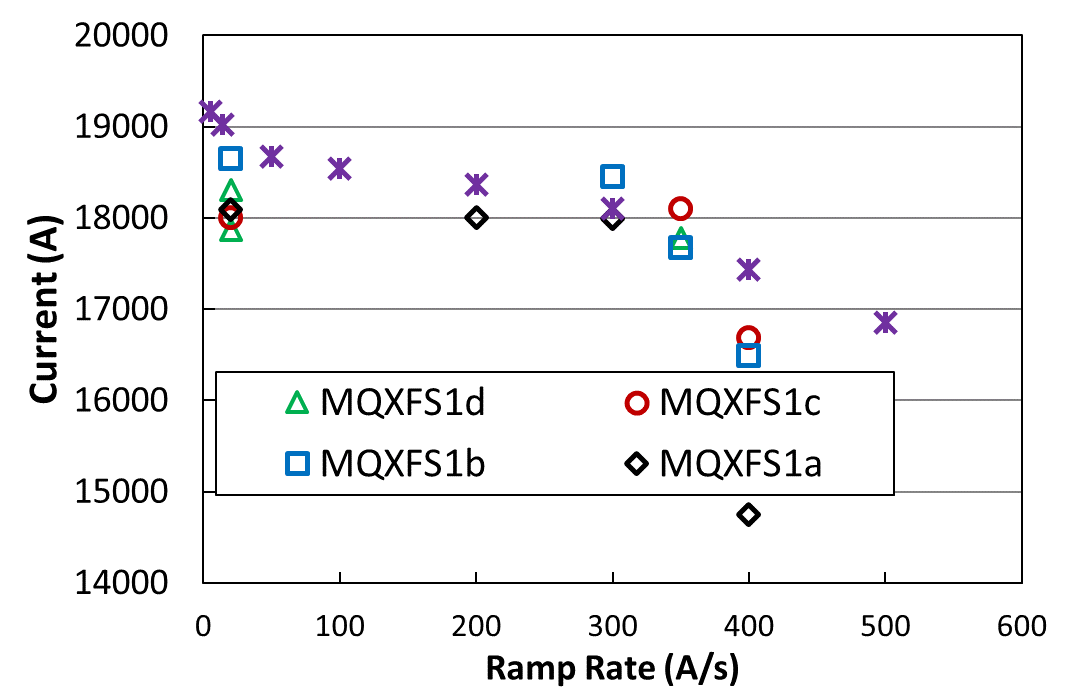 20000
19000
18000
17000
16000
15000
14000
Current (A)
MQXFS1d
MQXFS1c
MQXFS1b
MQXFS1a
0 100 200 300 400 500 600
Ramp Rate (A/s)